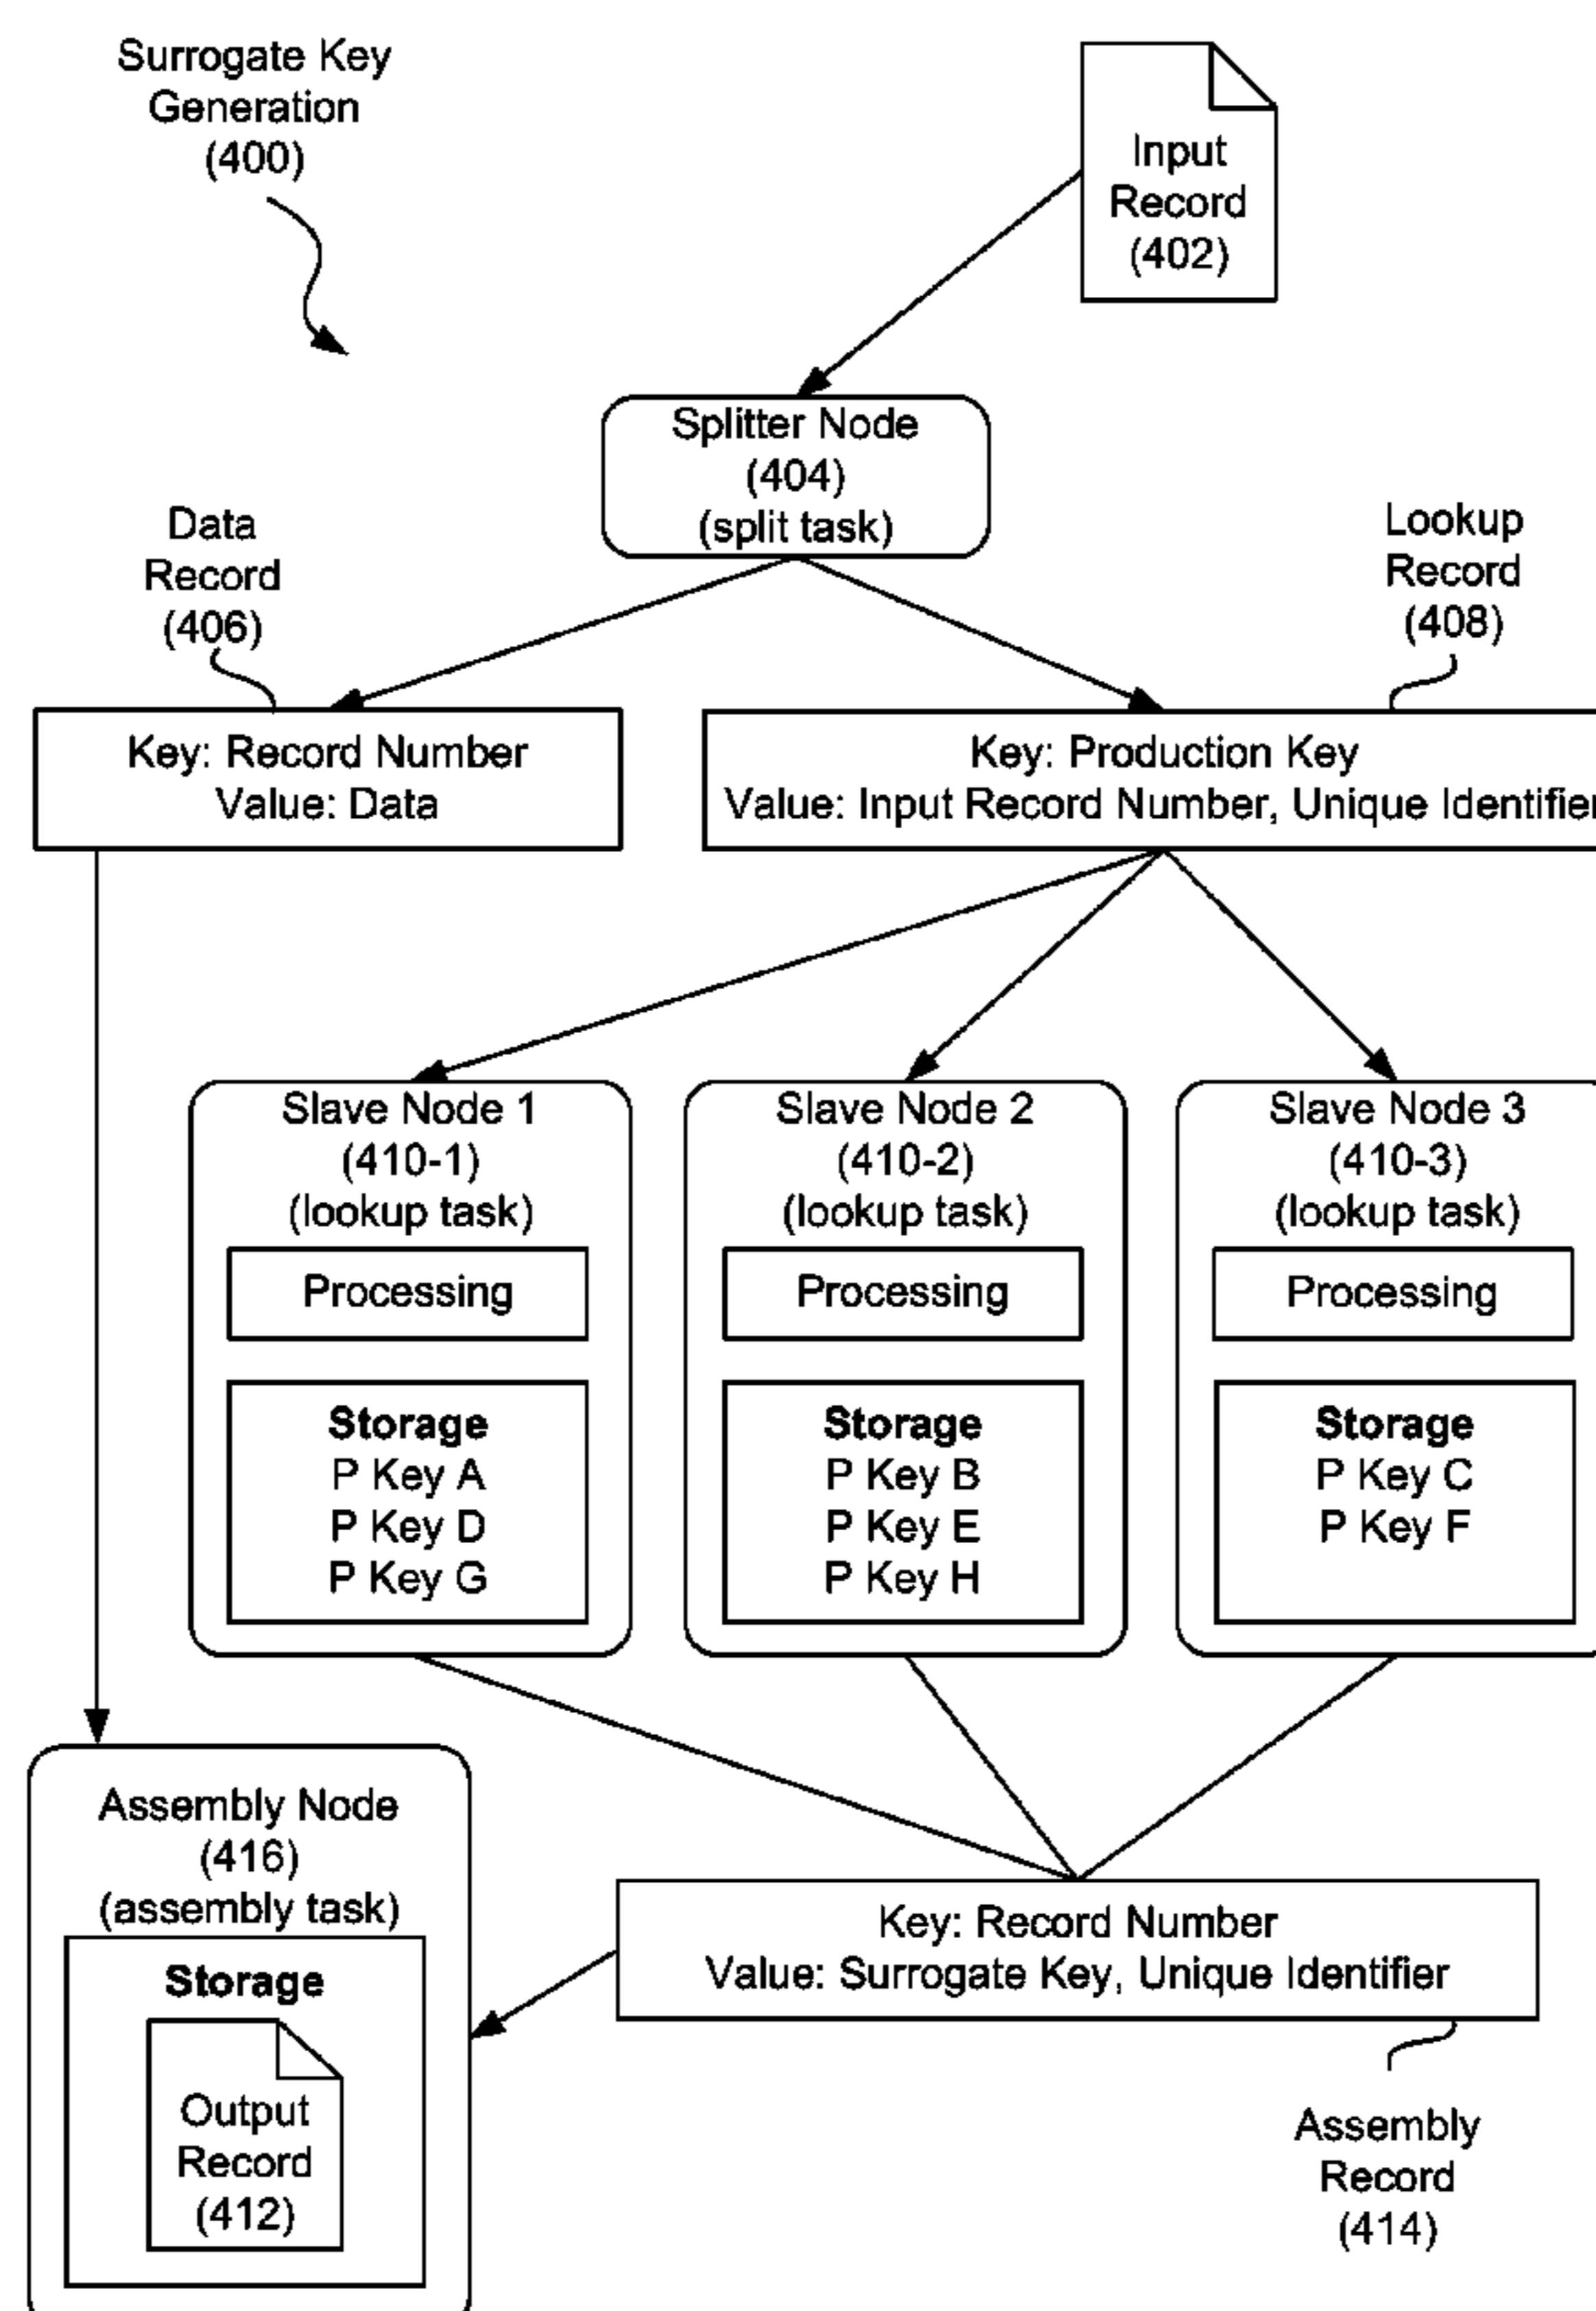 Surrogate Key
Generation
(400)
Input
Record
(402)
Splitter Node
(404)
(split task)
Data
Record
(406)
Lookup
Record
(408)
Key: Record Number
Value: Data
Key: Production Key
Value: Input Record Number, Unique Identifier
Slave Node 1
(410-1)
(lookup task)
Processing
Storage
P Key A
P Key D
P Key G
Slave Node 2
(410-2)
(lookup task)
Processing
Storage
P Key B
P Key E
P Key H
Slave Node 3
(410-3)
(lookup task)
Processing
Storage
P Key C
P Key F
Assembly Node
(416)
(assembly task)
Storage
Output
Record
(412)
Key: Record Number
Value: Surrogate Key, Unique Identifier
Assembly
Record
(414)